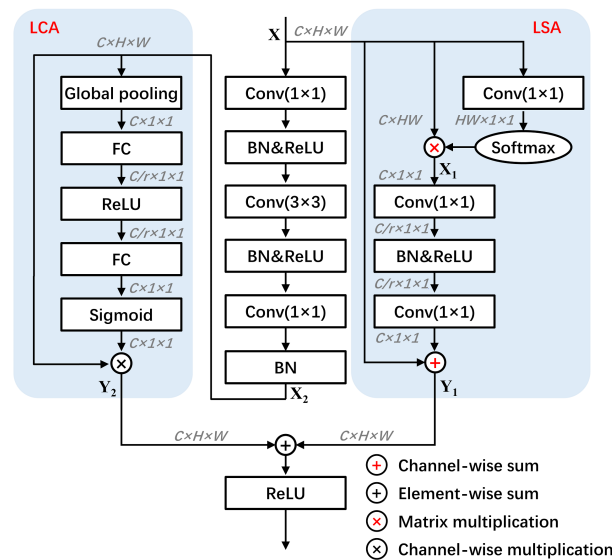 LCA
C×H×W
Global pooling
C×1×1
FC
C/r×1×1
ReLU
C/r×1×1
FC
C×1×1
Sigmoid
C×1×1
Y2
C×H×W
X
C×H×W
Conv(1×1)
BN&ReLU
Conv(3×3)
BN&ReLU
Conv(1×1)
BN
X2
ReLU
LSA
Conv(1×1)
HW×1×1
Softmax
C×HW
X1
C×1×1
Conv(1×1)
C/r×1×1
BN&ReLU
C/r×1×1
Conv(1×1)
C×1×1
Y1
C×H×W
Channel-wise sum
Element-wise sum
Matrix multiplication
Channel-wise multiplication